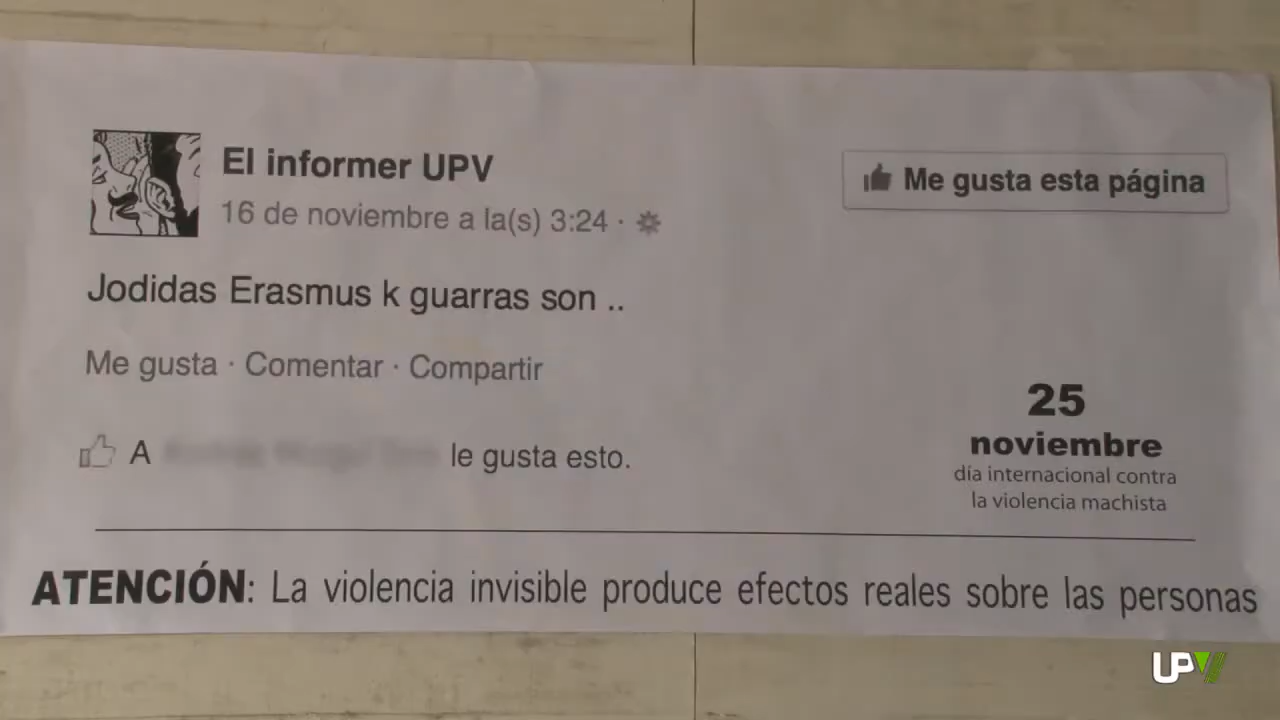 El informer UPV
Me gusta esta página
16 de noviembre a la(s) 3:24 ·
Jodidas Erasmus k guarras son ..
Me gusta · Comentar · Compartir
A le gusta esto.
25
noviembre
día internacional contra
la violencia machista
ATENCIÓN: La violencia invisible produce efectos reales sobre las personas
UPV